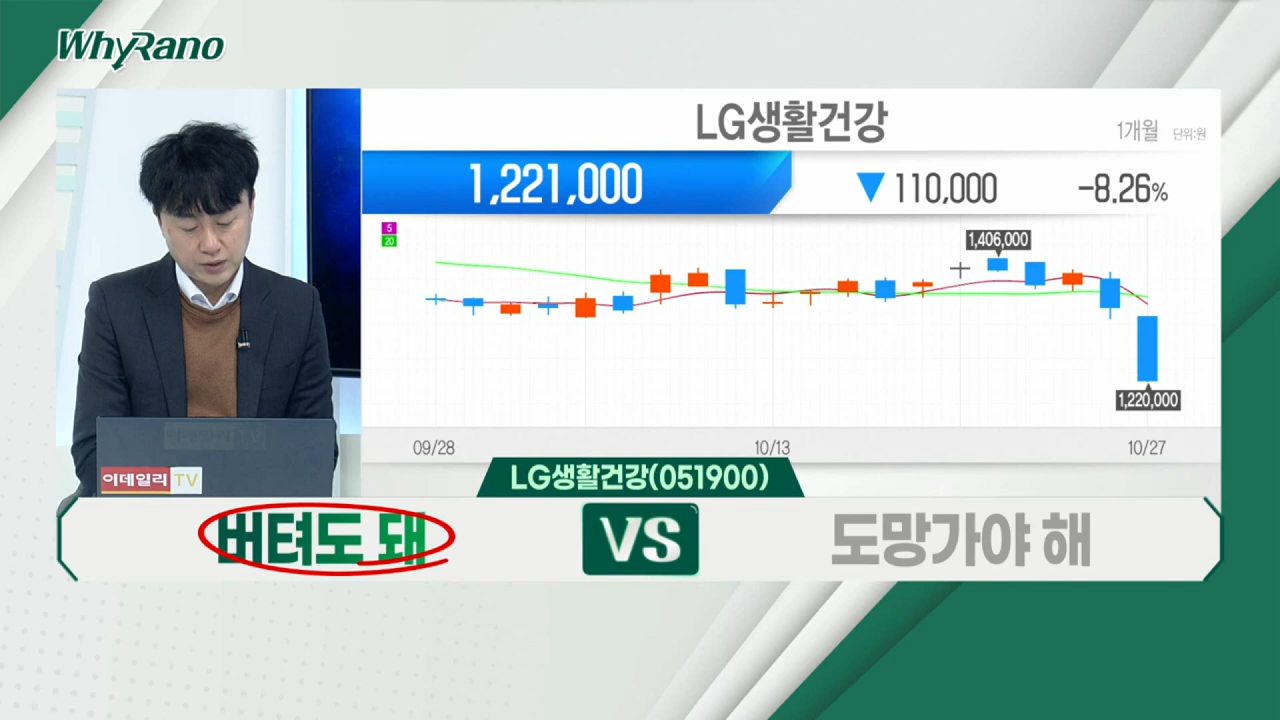 WhyRano
LG생활건강
1개월 단위:원
1,221,000 ▼ 110,000 -8.26%
5
20
1,406,000
1,220,000
09/28 10/13 10/27
이데일리 TV
LG생활건강(051900)
버텨도 돼 VS 도망가야 해